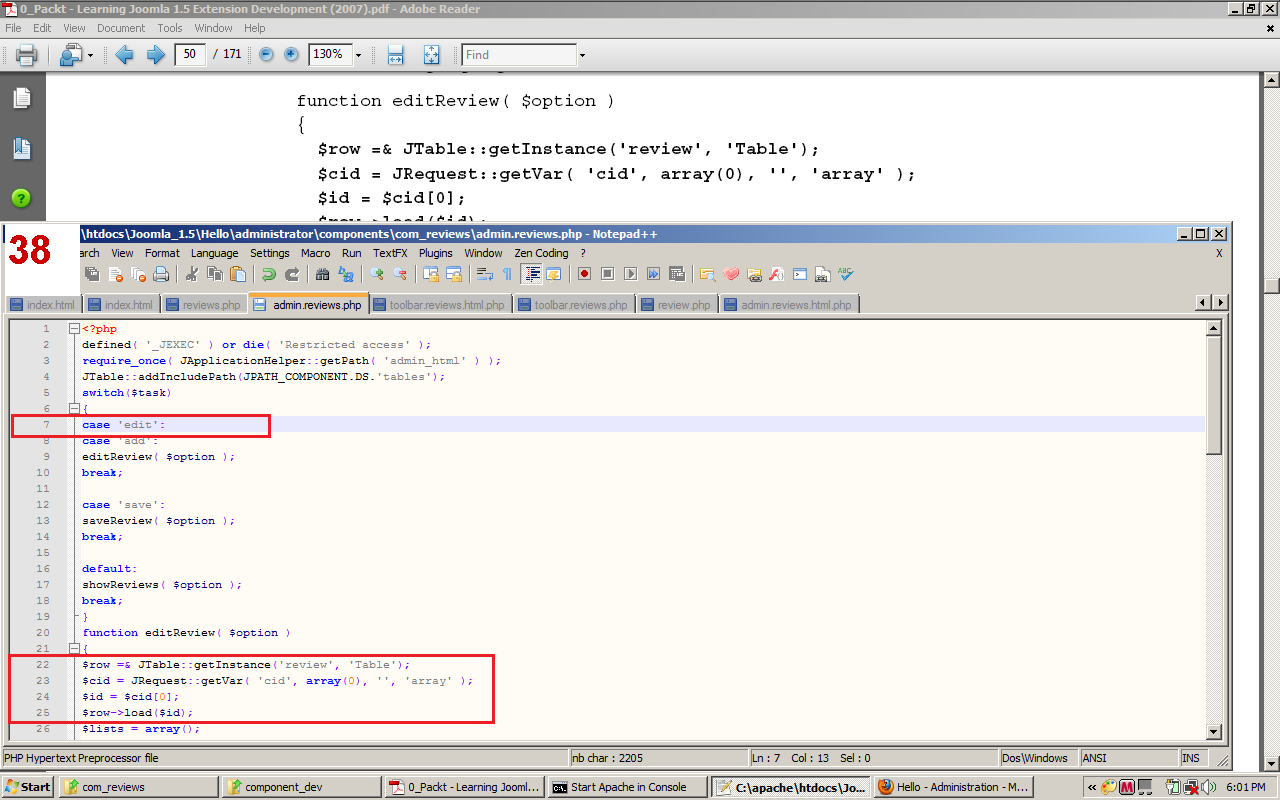 0_Packt - Learning Joomla 1.5 Extension Development (2007).pdf - Adobe Reader
File Edit View Document Tools Window Help
50 / 171 130% Find
function editReview( $option )
{
$row =& JTable::getInstance('review', 'Table');
$cid = JRequest::getVar( 'cid', array(0), '', 'array' );
$id = $cid[0];
$row->load($id);
38
\htdocs\Joomla_1.5\Hello\administrator\components\com_reviews\admin.reviews.php - Notepad++
arch View Format Language Settings Macro Run TextFX Plugins Window Zen Coding ? X
index.html index.html reviews.php admin.reviews.php toolbar.reviews.html.php toolbar.reviews.php review.php admin.reviews.html.php
1 <?php
2 defined( '_JEXEC' ) or die( 'Restricted access' );
3 require_once( JApplicationHelper::getPath( 'admin_html' ) );
4 JTable::addIncludePath(JPATH_COMPONENT.DS.'tables');
5 switch($task)
6 {
7 case 'edit':
8 case 'add':
9 editReview( $option );
10 break;
11
12 case 'save':
13 saveReview( $option );
14 break;
15
16 default:
17 showReviews( $option );
18 break;
19 }
20 function editReview( $option )
21 {
22 $row =& JTable::getInstance('review', 'Table');
23 $cid = JRequest::getVar( 'cid', array(0), '', 'array' );
24 $id = $cid[0];
25 $row->load($id);
26 $lists = array();
PHP Hypertext Preprocessor file nb char : 2205 Ln : 7 Col : 13 Sel : 0 Dos\Windows ANSI INS
Start com_reviews component_dev 0_Packt - Learning Jooml... Start Apache in Console C:\apache\htdocs\Jo... Hello - Administration - M... « 6:01 PM